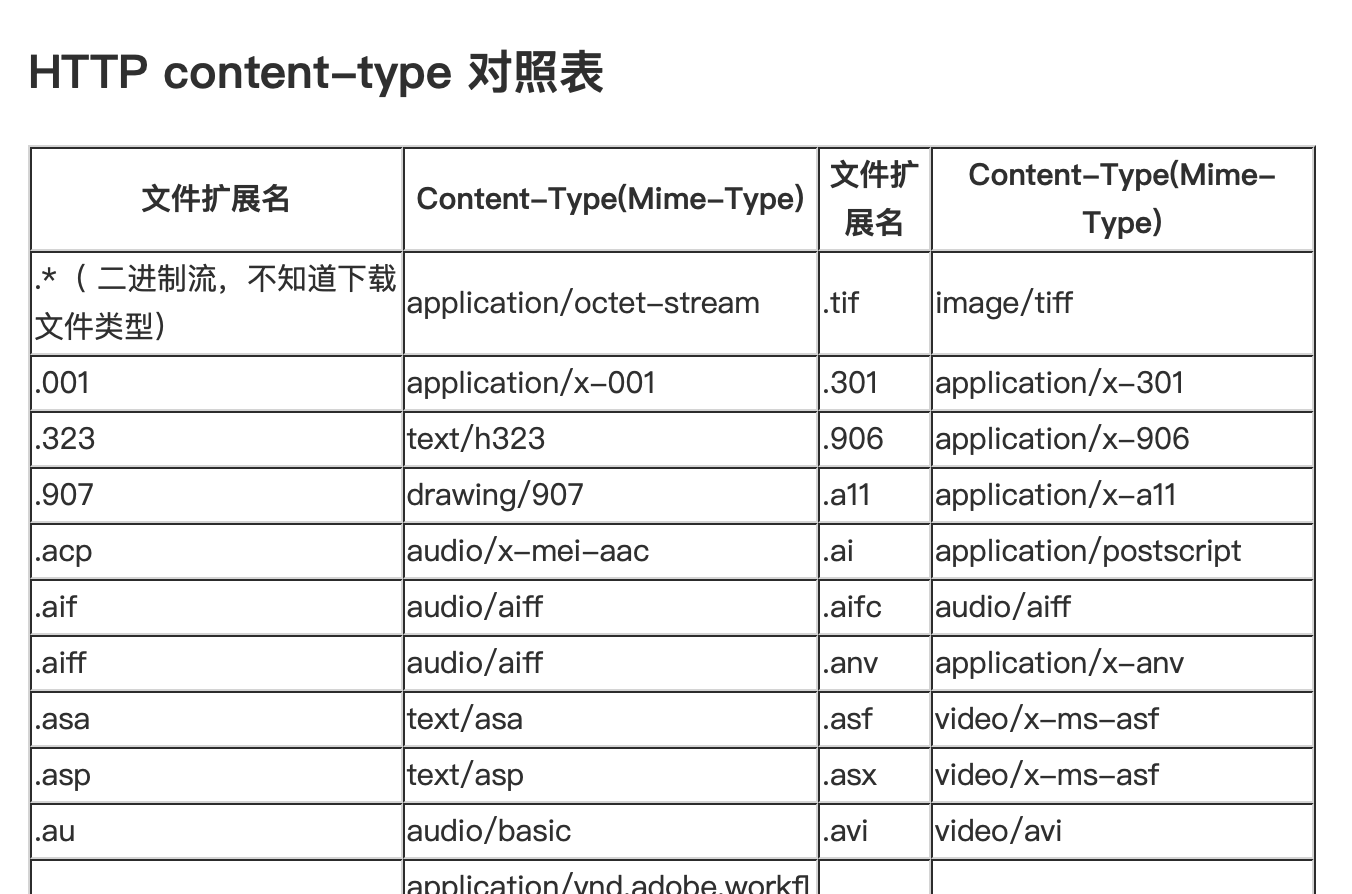 HTTP content-type 对照表
文件扩展名 Content-Type(Mime-Type) 文件扩展名 Content-Type(Mime-Type)
.*（ 二进制流，不知道下载文件类型） application/octet-stream .tif image/tiff
.001 application/x-001 .301 application/x-301
.323 text/h323 .906 application/x-906
.907 drawing/907 .a11 application/x-a11
.acp audio/x-mei-aac .ai application/postscript
.aif audio/aiff .aifc audio/aiff
.aiff audio/aiff .anv application/x-anv
.asa text/asa .asf video/x-ms-asf
.asp text/asp .asx video/x-ms-asf
.au audio/basic .avi video/avi
application/vnd.adobe.workfl